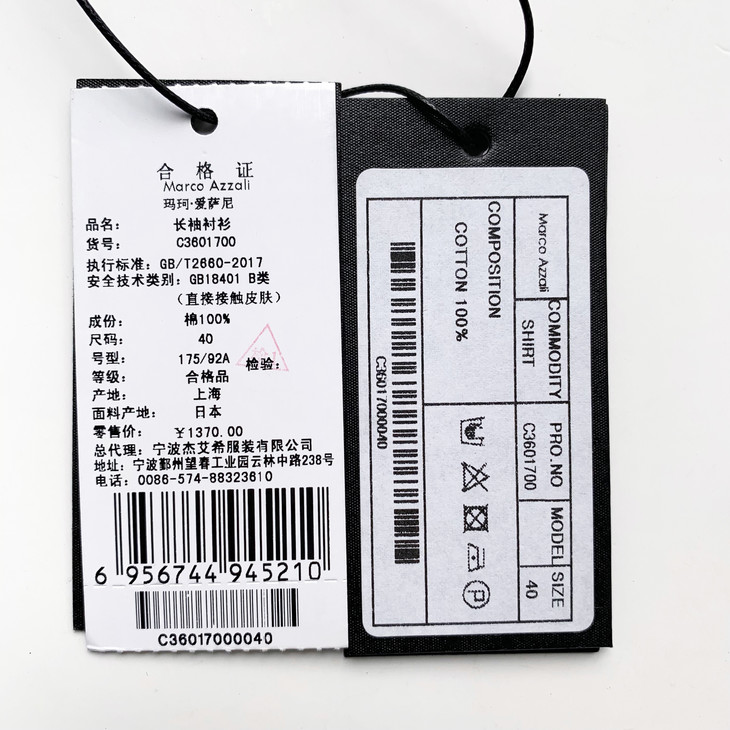 合格证
Marco Azzali
玛珂·爱萨尼
品名: 长袖衬衫
货号: C3601700
执行标准: GB/T2660-2017
安全技术类别: GB18401 B类
(直接接触皮肤)
成份: 棉100%
尺码: 40
号型: 175/92A
检验:
等级: 合格品
产地: 上海
面料产地: 日本
零售价: ¥1370.00
总代理: 宁波杰艾希服装有限公司
地址: 宁波鄞州望春工业园云林中路238号
电话: 0086-574-88323610
6 956744 945210
C36017000040
Marco Azzali
COMMODITY
SHIRT
PRO.NO
C3601700
MODEL SIZE
40
COMPOSITION
COTTON 100%
P
C36017000040